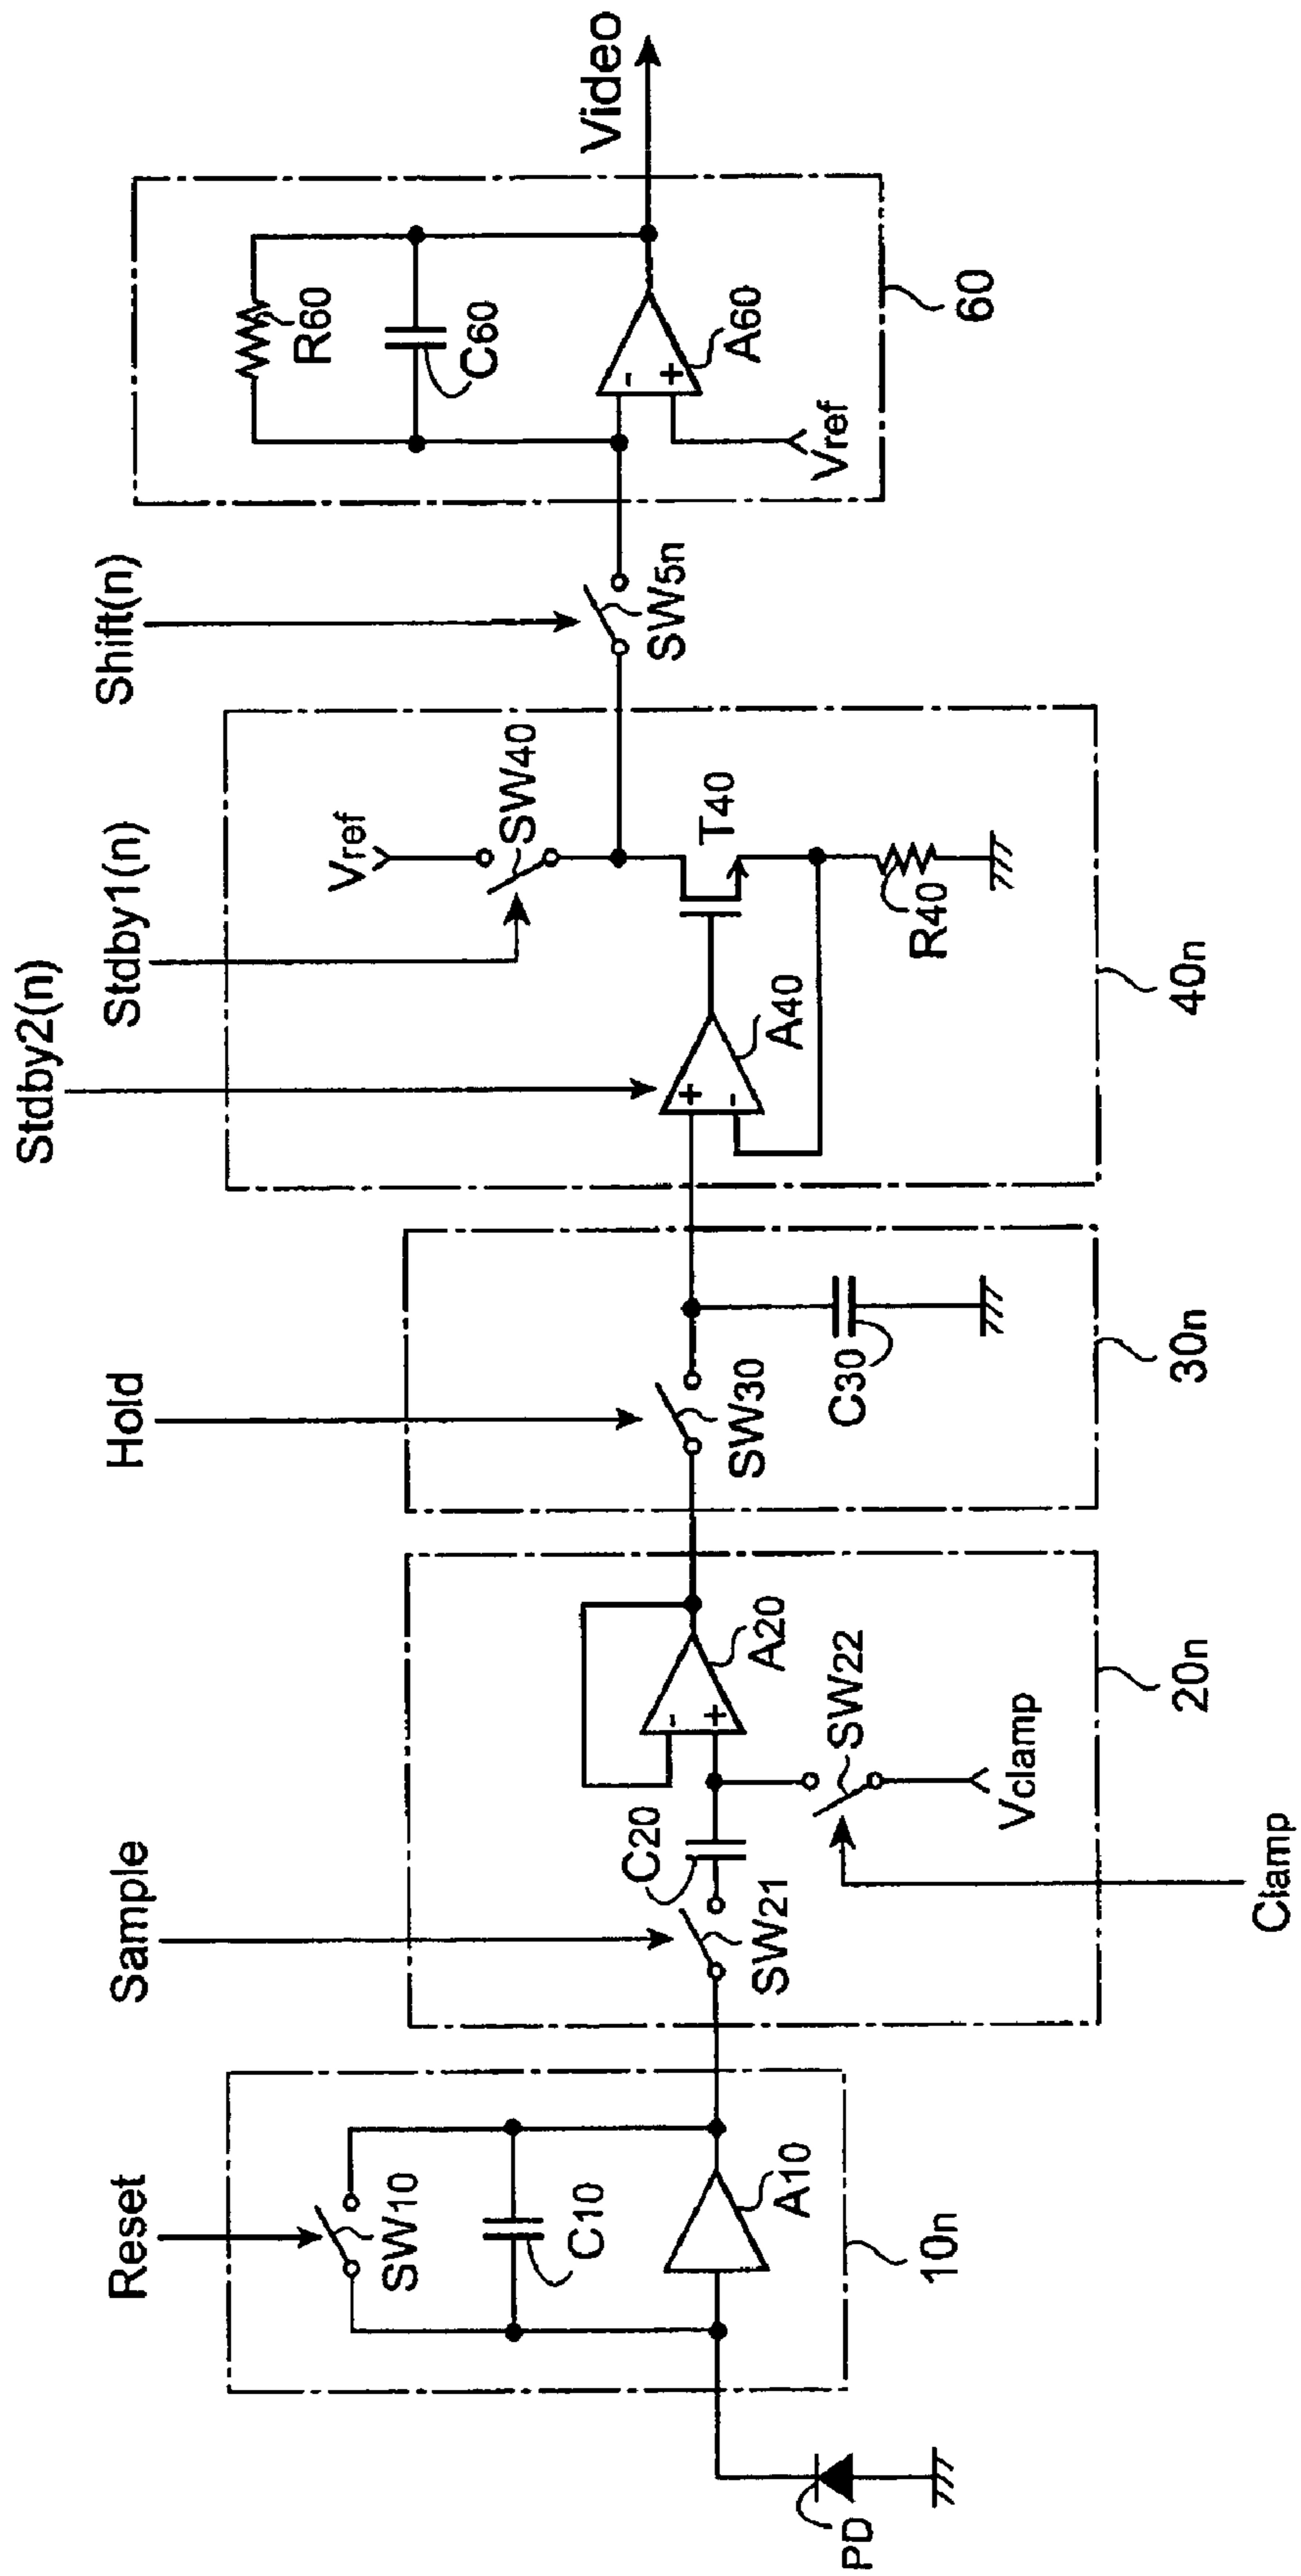 Reset
Sample
Hold
Stdby2(n)
Stdby1(n)
Shift(n)
PD
SW10
C10
A10
10n
SW21
C20
A20
SW22
Vclamp
Clamp
20n
SW30
C30
30n
Vref
SW40
T40
A40
R40
40n
SW5n
R60
C60
A60
Vref
60
Video